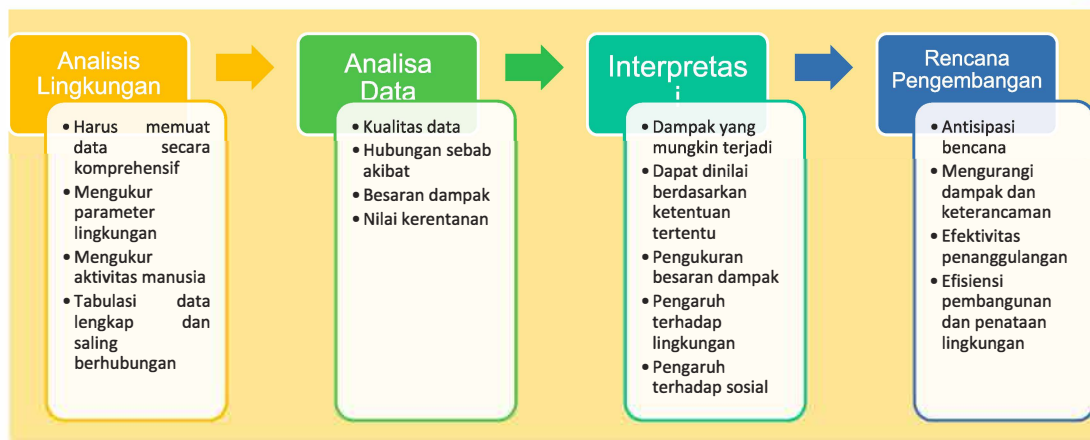 Analisis
Lingkungan
• Harus memuat
data secara
komprehensif
• Mengukur
parameter
lingkungan
• Mengukur
aktivitas manusia
• Tabulasi data
lengkap dan
saling
berhubungan
Analisa
Data
• Kualitas data
• Hubungan sebab
akibat
• Besaran dampak
• Nilai kerentanan
Interpretas
i
• Dampak yang
mungkin terjadi
• Dapat dinilai
berdasarkan
ketentuan
tertentu
• Pengukuran
besaran dampak
• Pengaruh
terhadap
lingkungan
• Pengaruh
terhadap sosial
Rencana
Pengembangan
• Antisipasi
bencana
• Mengurangi
dampak dan
keterancaman
• Efektivitas
penanggulangan
• Efisiensi
pembangunan
dan penataan
lingkungan